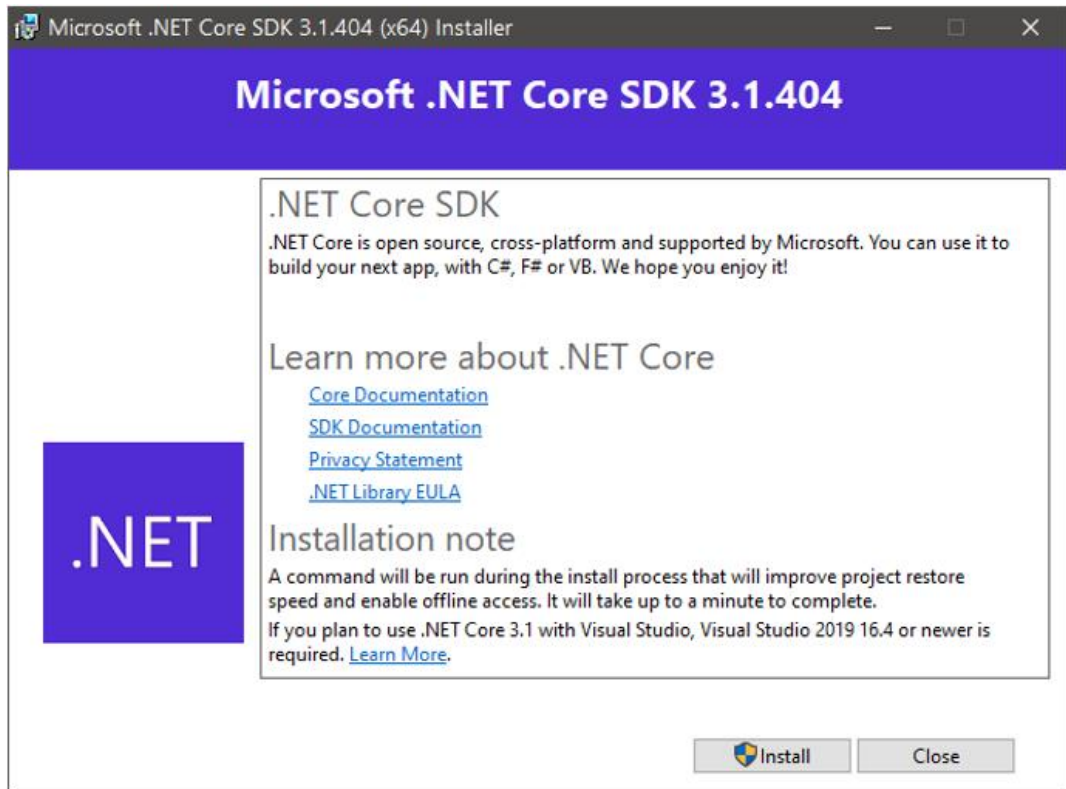 Microsoft .NET Core SDK 3.1.404 (x64) Installer
Microsoft .NET Core SDK 3.1.404
.NET Core SDK
.NET Core is open source, cross-platform and supported by Microsoft. You can use it to
build your next app, with C#, F# or VB. We hope you enjoy it!
Learn more about .NET Core
Core Documentation
SDK Documentation
Privacy Statement
.NET Library EULA
.NET
Installation note
A command will be run during the install process that will improve project restore
speed and enable offline access. It will take up to a minute to complete.
If you plan to use .NET Core 3.1 with Visual Studio, Visual Studio 2019 16.4 or newer is
required. Learn More.
Install
Close